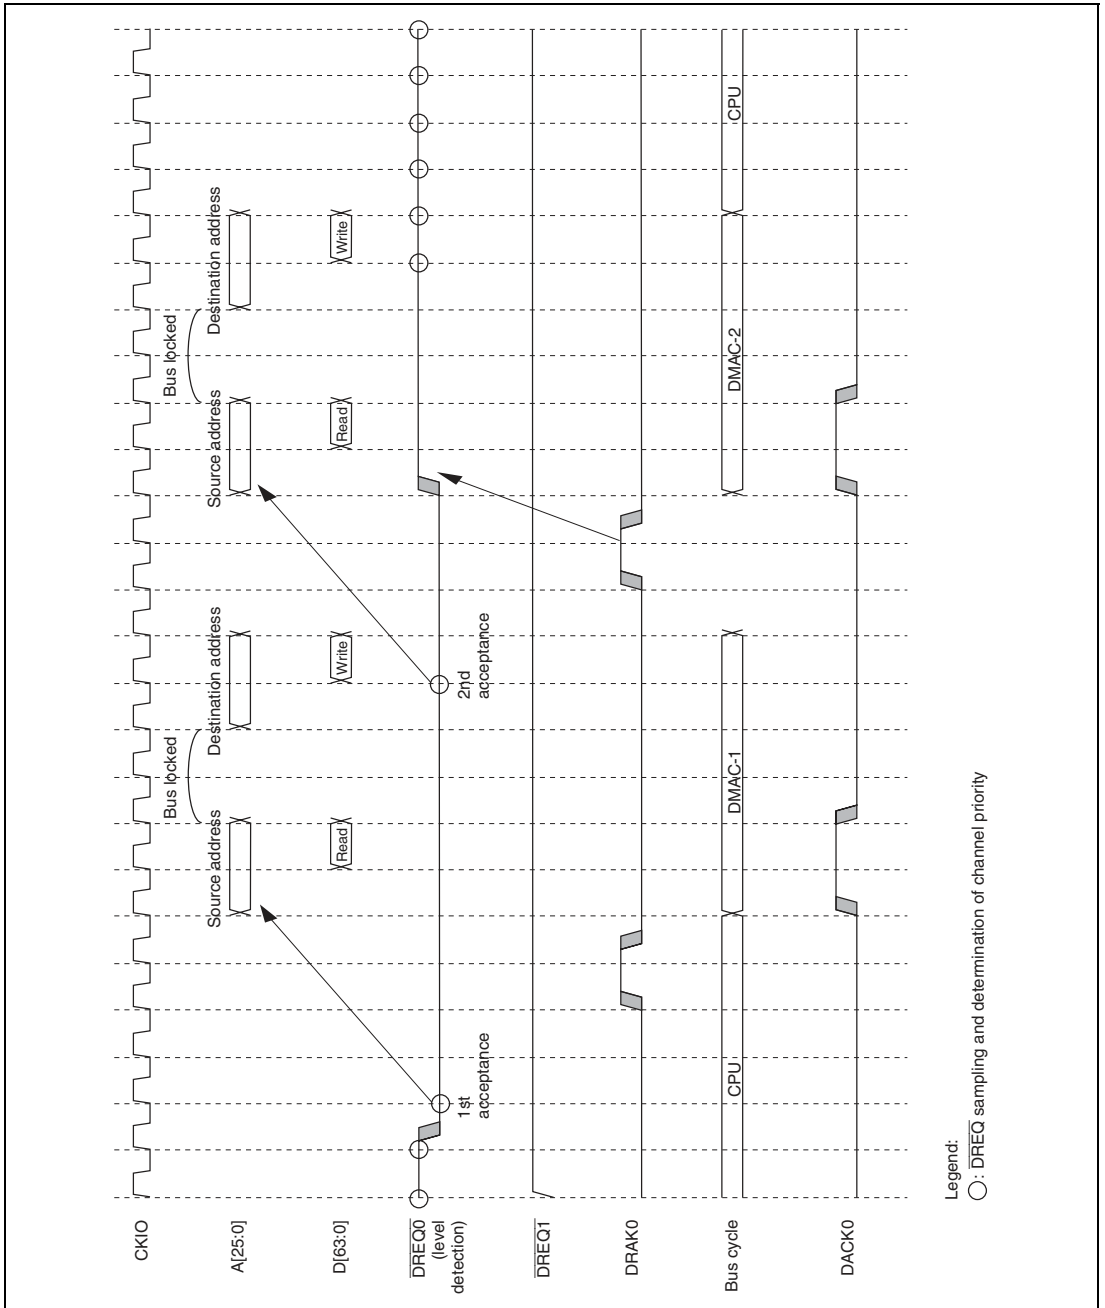 CKIO
Bus locked
Bus locked
A[25:0]
Source address
Destination address
Source address
Destination address
D[63:0]
Read
Write
Read
Write
DREQ0
(level
detection)
1st
acceptance
2nd
acceptance
DREQ1
DRAK0
Bus cycle
CPU
DMAC-1
DMAC-2
CPU
DACK0
Legend:
: DREQ sampling and determination of channel priority